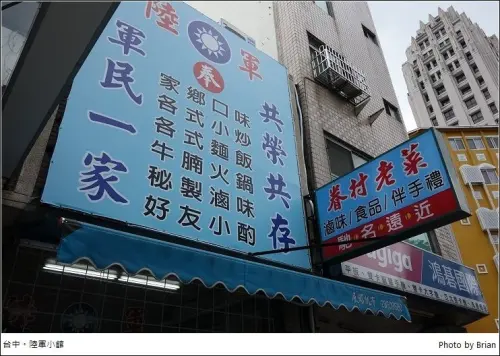 陸軍
眷
軍民一家
家鄉口味
各式小炒
各式麵飯
牛腩火鍋
秘製滷味
好友小酌
共榮共存
眷村老菜
滷味/食品/伴手禮
馳名遠近
台中。陸軍小館
Photo by Brian